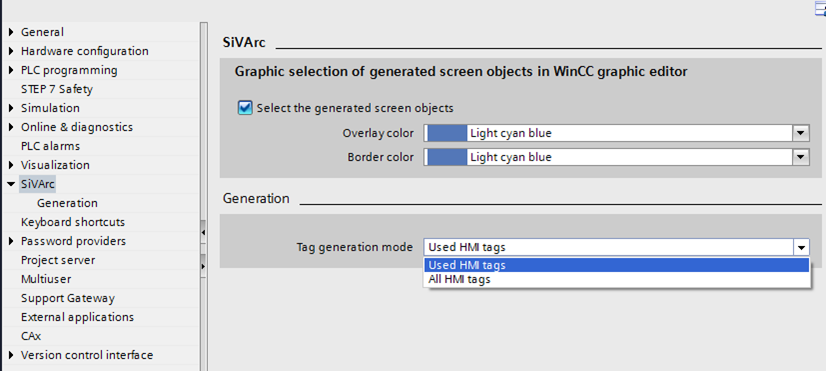 General
Hardware configuration
PLC programming
STEP 7 Safety
Simulation
Online & diagnostics
PLC alarms
Visualization
SiVArc
Generation
Keyboard shortcuts
Password providers
Project server
Multiuser
Support Gateway
External applications
CAx
Version control interface
SiVArc
Graphic selection of generated screen objects in WinCC graphic editor
Select the generated screen objects
Overlay color Light cyan blue
Border color Light cyan blue
Generation
Tag generation mode Used HMI tags
Used HMI tags
All HMI tags